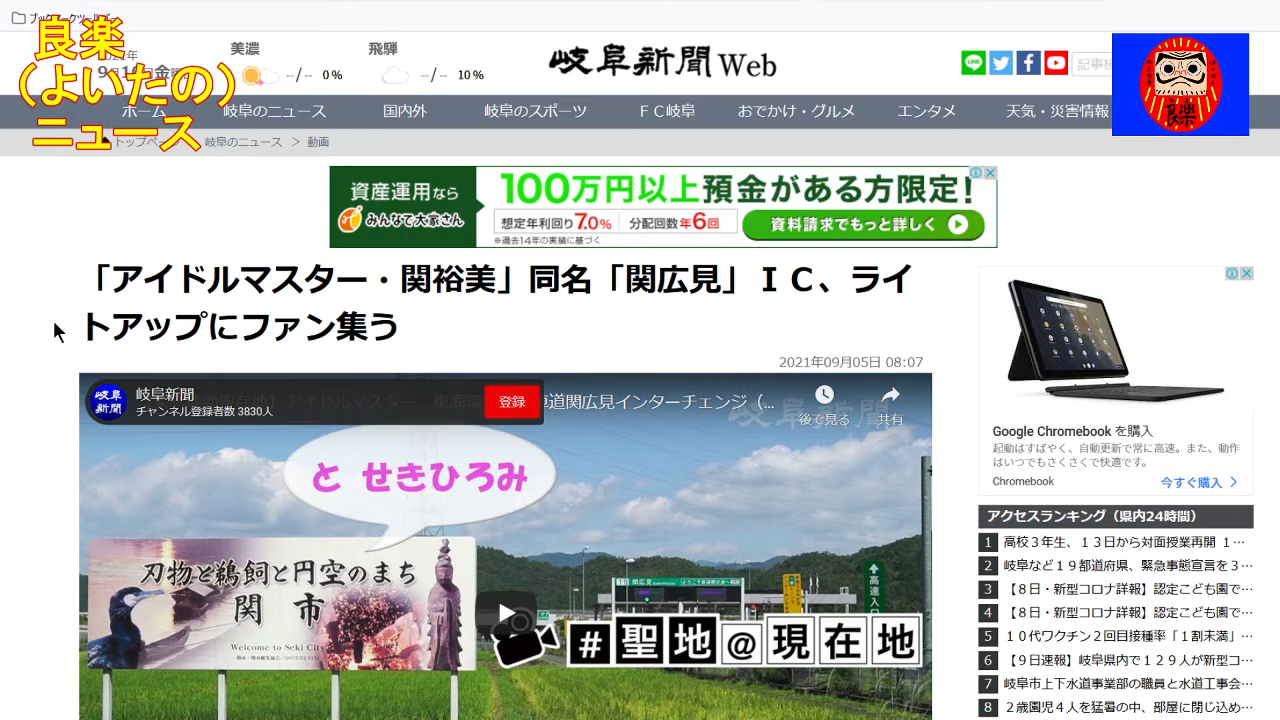 良楽
(よいたの)
ニュース
美濃
--/-- 0%
飛騨
--/-- 10%
岐阜新聞Web
LINE
良楽
ホーム
岐阜のニュース
国内外
岐阜のスポーツ
ＦＣ岐阜
おでかけ・グルメ
エンタメ
天気・災害情報
岐阜のニュース ＞ 動画
資産運用なら
みんなで大家さん
100万円以上預金がある方限定!
想定年利回り7.0% 分配回数年6回
※過去14年の実績に基づく
資料請求でもっと詳しく
「アイドルマスター・関裕美」同名「関広見」ＩＣ、ライ
トアップにファン集う
2021年09月05日 08:07
岐阜新聞
チャンネル登録者数 3830人
登録
道関広見インターチェンジ（...
後で見る
共有
岐阜新聞
と せきひろみ
刃物と鵜飼と円空のまち
関 市
Welcome to Seki City
高速入口
#聖地@現在地
Google Chromebook を購入
起動はすばやく、自動更新で常に高速。また、動作
はいつでもさくさくで快適です。
Chromebook
今すぐ購入
アクセスランキング（県内24時間）
1 高校３年生、１３日から対面授業再開 １…
2 岐阜など１９都道府県、緊急事態宣言を３…
3 【８日・新型コロナ詳報】認定こども園で…
4 【８日・新型コロナ詳報】認定こども園で…
5 １０代ワクチン２回目接種率「１割未満」…
6 【９日速報】岐阜県内で１２９人が新型コ…
7 岐阜市上下水道事業部の職員と水道工事会…
8 ２歳園児４人を猛暑の中、部屋に閉じ込め…